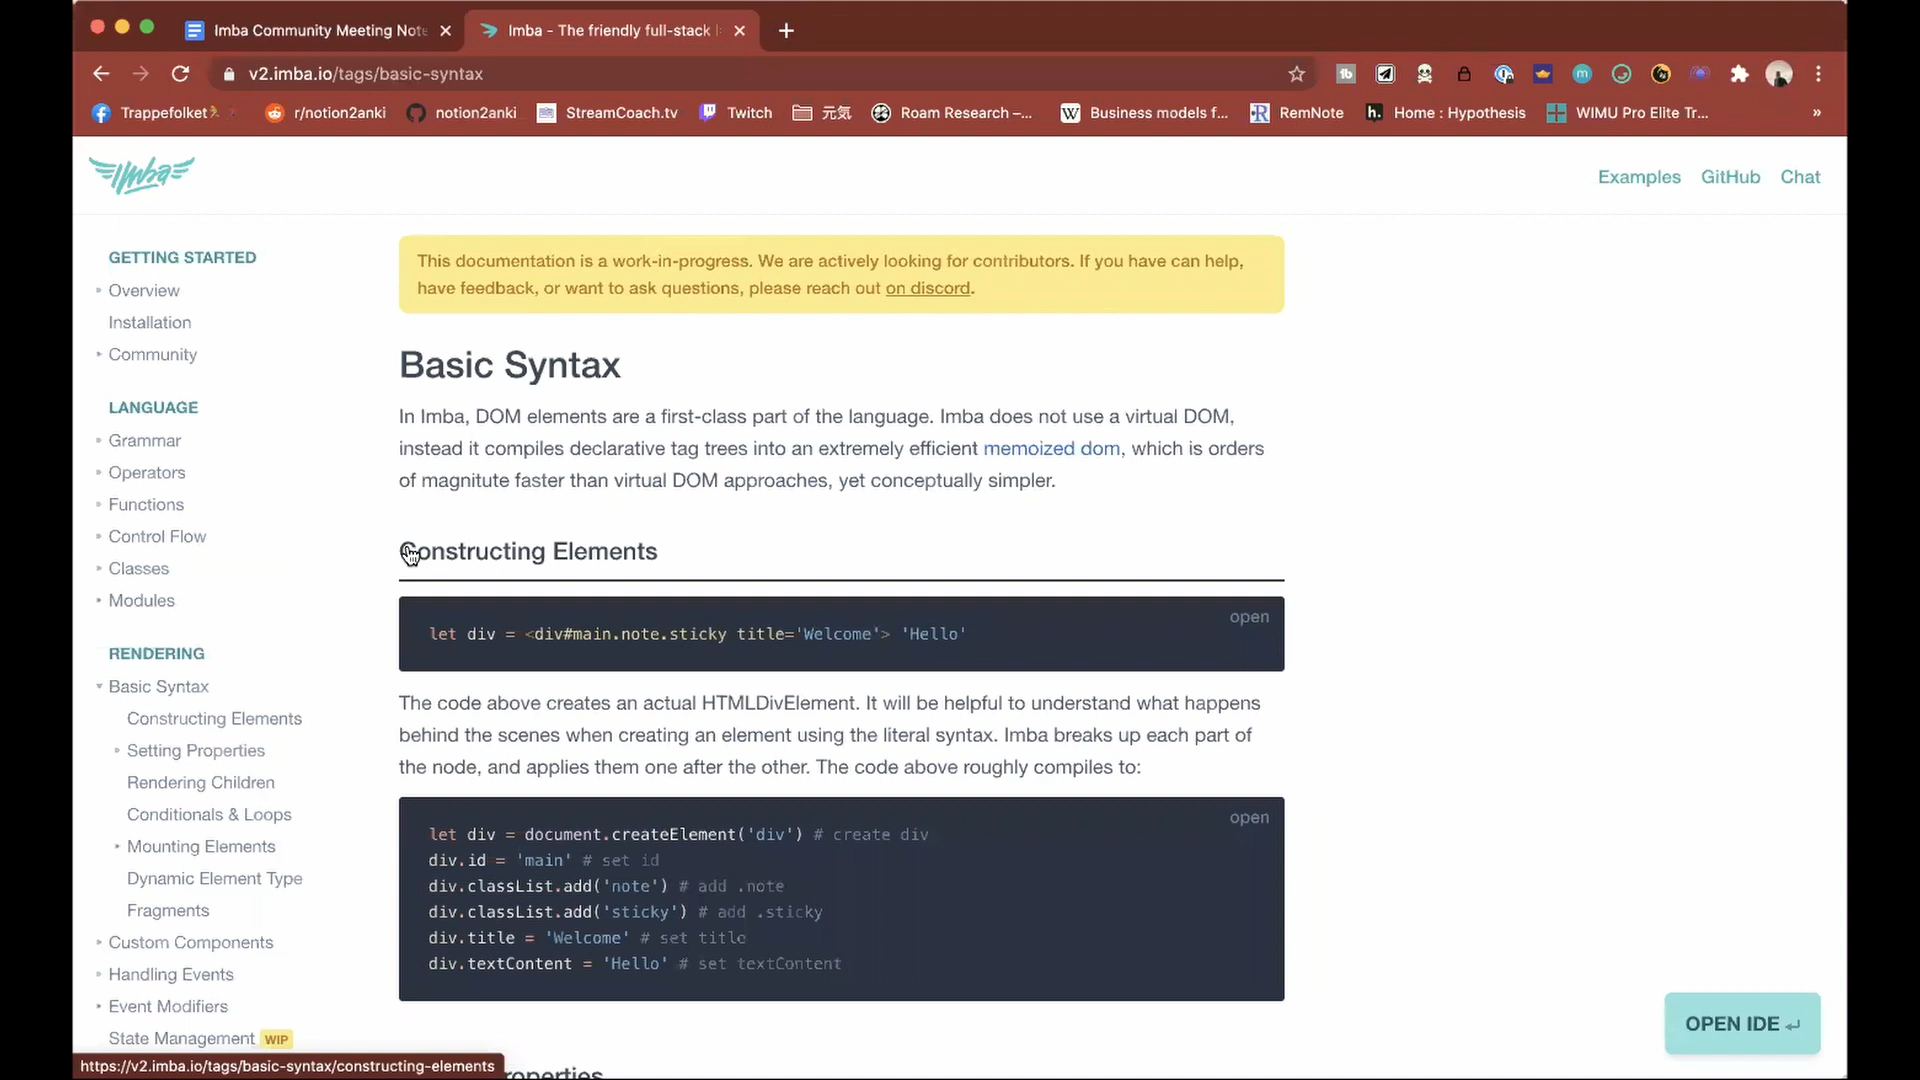 Imba Community Meeting Note
Imba - The friendly full-stack
v2.imba.io/tags/basic-syntax
Trappefolket
r/notion2anki
notion2anki
StreamCoach.tv
Twitch
元気
Roam Research –...
Business models f...
RemNote
Home : Hypothesis
WIMU Pro Elite Tr...
»
Imba
Examples
GitHub
Chat
GETTING STARTED
Overview
Installation
Community
LANGUAGE
Grammar
Operators
Functions
Control Flow
Classes
Modules
RENDERING
Basic Syntax
Constructing Elements
Setting Properties
Rendering Children
Conditionals & Loops
Mounting Elements
Dynamic Element Type
Fragments
Custom Components
Handling Events
Event Modifiers
State Management WIP
This documentation is a work-in-progress. We are actively looking for contributors. If you have can help,
have feedback, or want to ask questions, please reach out on discord.
Basic Syntax
In Imba, DOM elements are a first-class part of the language. Imba does not use a virtual DOM,
instead it compiles declarative tag trees into an extremely efficient memoized dom, which is orders
of magnitute faster than virtual DOM approaches, yet conceptually simpler.
Constructing Elements
open
let div = <div#main.note.sticky title='Welcome'> 'Hello'
The code above creates an actual HTMLDivElement. It will be helpful to understand what happens
behind the scenes when creating an element using the literal syntax. Imba breaks up each part of
the node, and applies them one after the other. The code above roughly compiles to:
open
let div = document.createElement('div') # create div
div.id = 'main' # set id
div.classList.add('note') # add .note
div.classList.add('sticky') # add .sticky
div.title = 'Welcome' # set title
div.textContent = 'Hello' # set textContent
OPEN IDE ↵
https://v2.imba.io/tags/basic-syntax/constructing-elements